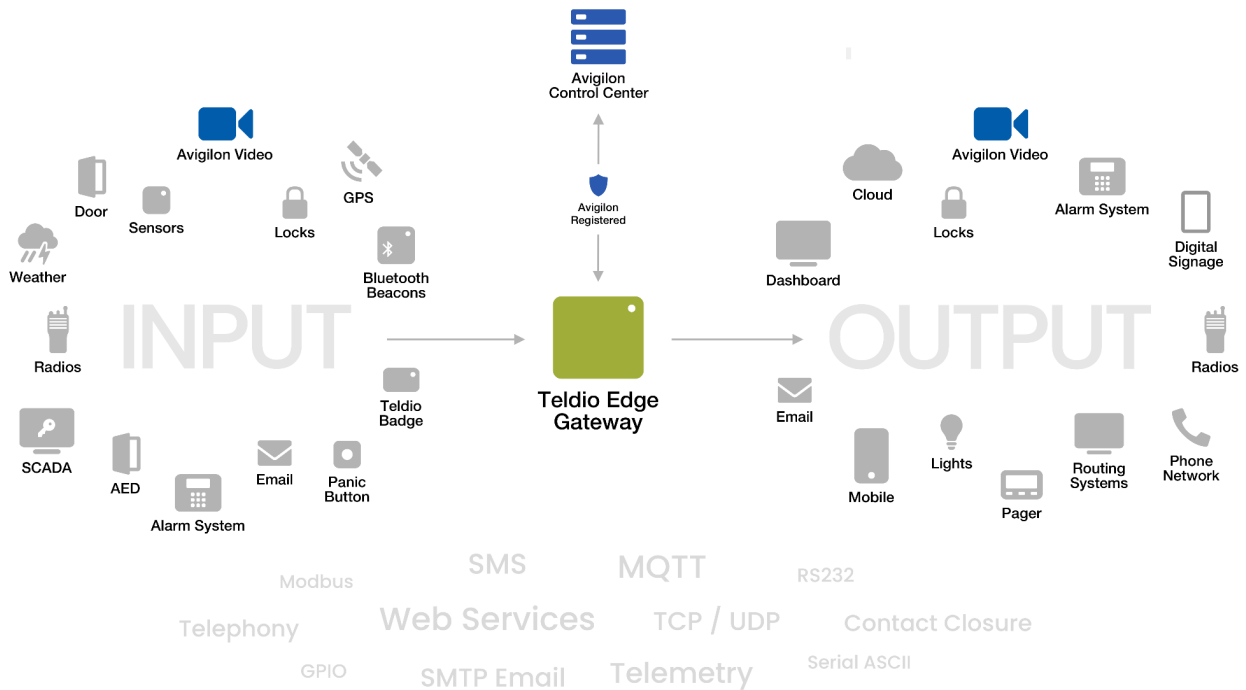 Avigilon
Control Center
Avigilon Video
Avigilon Video
GPS
Cloud
Door
Sensors
Locks
Avigilon
Registered
Locks
Alarm System
Digital
Signage
Weather
Bluetooth
Beacons
Dashboard
INPUT
OUTPUT
Radios
Radios
Teldio
Badge
Teldio Edge
Gateway
Email
SCADA
AED
Email
Panic
Button
Alarm System
Mobile
Lights
Pager
Routing
Systems
Phone
Network
SMS
MQTT
Modbus
RS232
Telephony
Web Services
TCP / UDP
Contact Closure
GPIO
SMTP Email
Telemetry
Serial ASCII